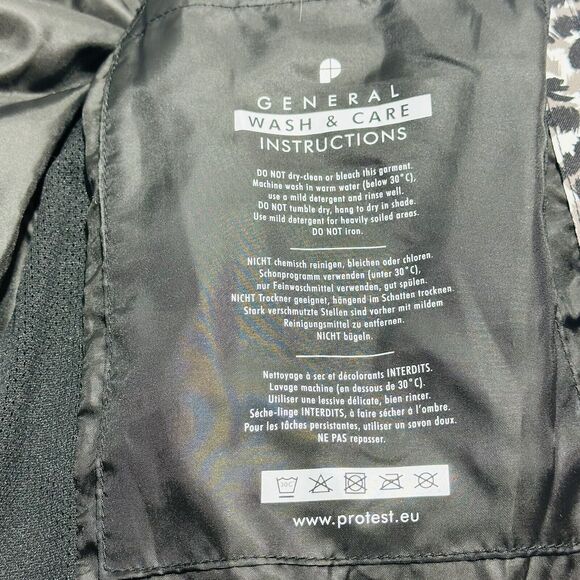 GENERAL
WASH & CARE
INSTRUCTIONS
DO NOT dry-clean or bleach this garment.
Machine wash in warm water (below 30°C),
use a mild detergent and rinse well.
DO NOT tumble dry, hang to dry in shade.
Use mild detergent for heavily soiled areas.
DO NOT iron.
NICHT chemisch reinigen, bleichen oder chloren.
Schonprogramm verwenden (unter 30°C),
nur Feinwaschmittel verwenden, gut spülen.
NICHT Trockner geeignet, hängend im Schatten trocknen.
Stark verschmutzte Stellen sind vorher mit mildem
Reinigungsmittel zu entfernen.
NICHT bügeln.
Nettoyage à sec et décolorants INTERDITS.
Lavage machine (en dessous de 30°C).
Utiliser une lessive délicate, bien rincer.
Séche-linge INTERDITS, à faire sécher à l'ombre.
Pour les tâches persistantes, utiliser un savon doux.
NE PAS repasser.
30C
www.protest.eu